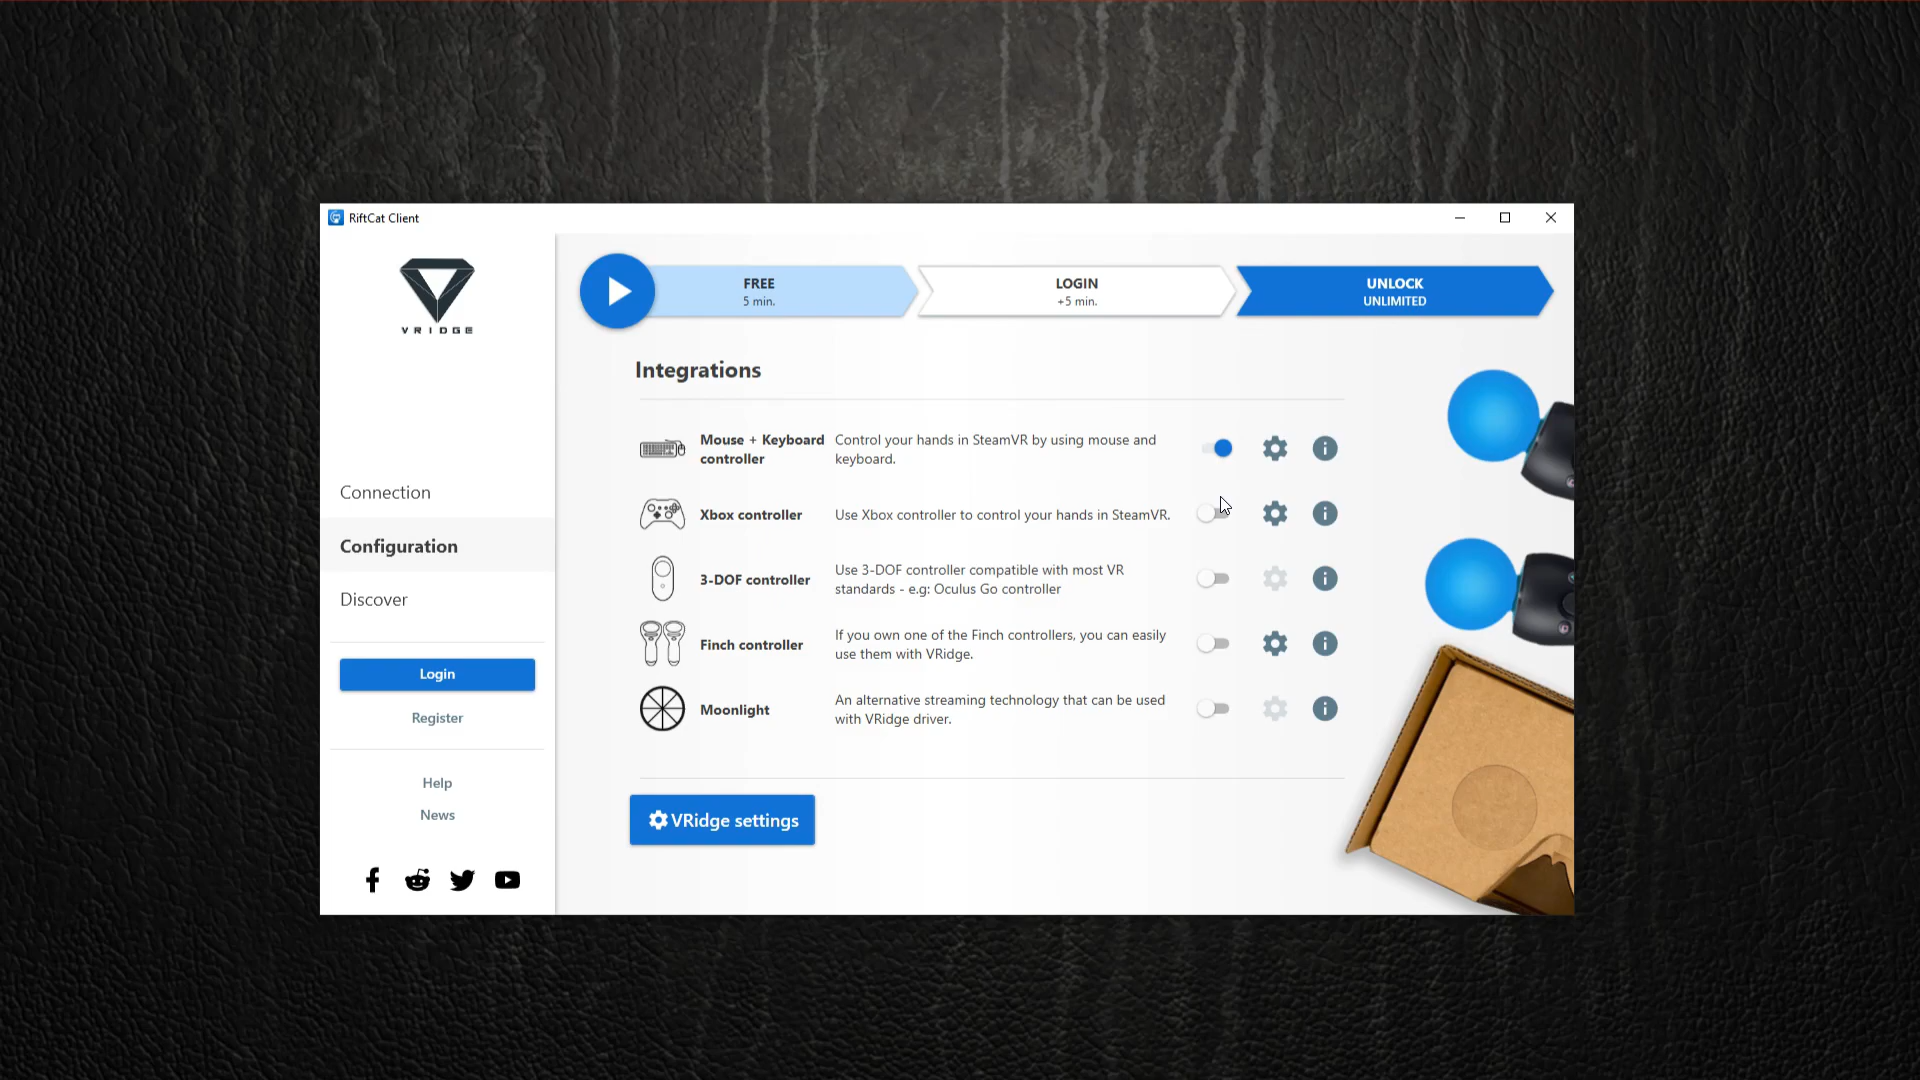 RiftCat Client
VRIDGE
FREE
5 min.
LOGIN
+5 min.
UNLOCK
UNLIMITED
Connection
Configuration
Discover
Login
Register
Help
News
Integrations
Mouse + Keyboard
controller
Control your hands in SteamVR by using mouse and
keyboard.
Xbox controller
Use Xbox controller to control your hands in SteamVR.
3-DOF controller
Use 3-DOF controller compatible with most VR
standards - e.g: Oculus Go controller
Finch controller
If you own one of the Finch controllers, you can easily
use them with VRidge.
Moonlight
An alternative streaming technology that can be used
with VRidge driver.
VRidge settings